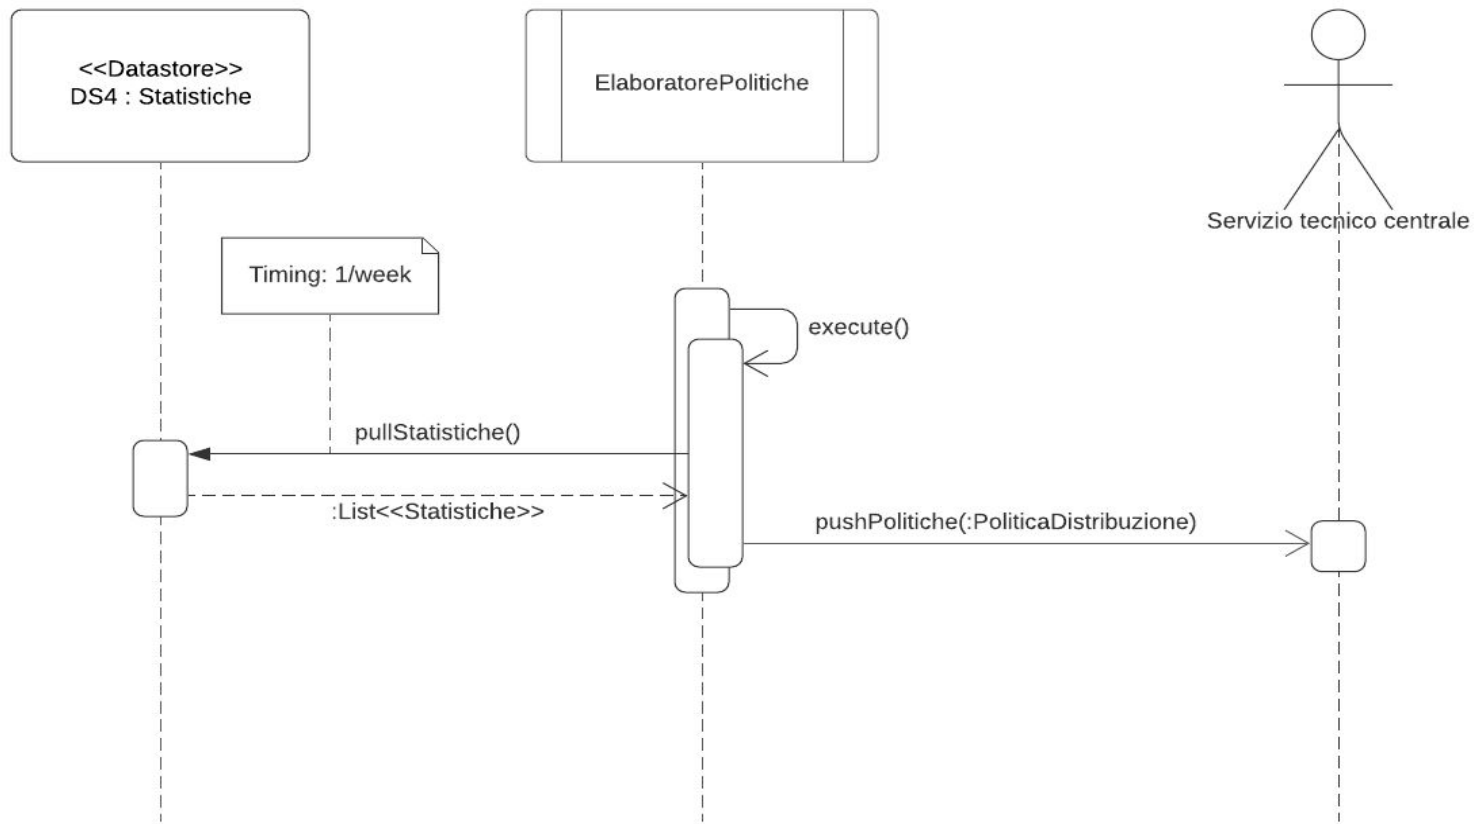 <<Datastore>>
DS4 : Statistiche
ElaboratorePolitiche
Servizio tecnico centrale
Timing: 1/week
execute()
pullStatistiche()
:List<<Statistiche>>
pushPolitiche(:PoliticaDistribuzione)